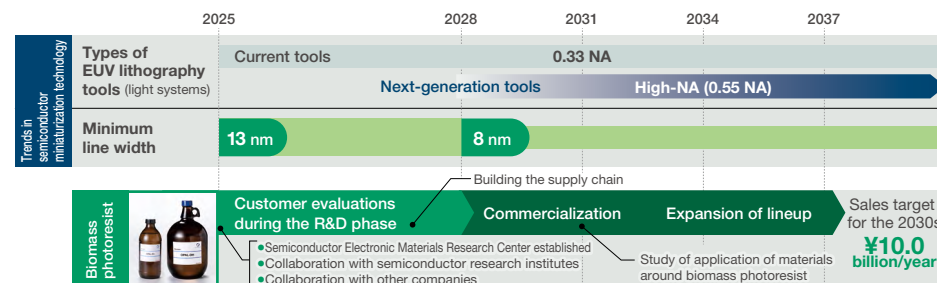 2025
2028
2031
2034
2037
Trends in
semiconductor
miniaturization technology
Types of
EUV lithography
tools (light systems)
Current tools
0.33 NA
Next-generation tools
High-NA (0.55 NA)
Minimum
line width
13 nm
8 nm
Biomass
photoresist
Building the supply chain
Customer evaluations
during the R&D phase
Commercialization
Expansion of lineup
Sales target
for the 2030s
¥10.0
billion/year
●Semiconductor Electronic Materials Research Center established
●Collaboration with semiconductor research institutes
●Collaboration with other companies
Study of application of materials
around biomass photoresist